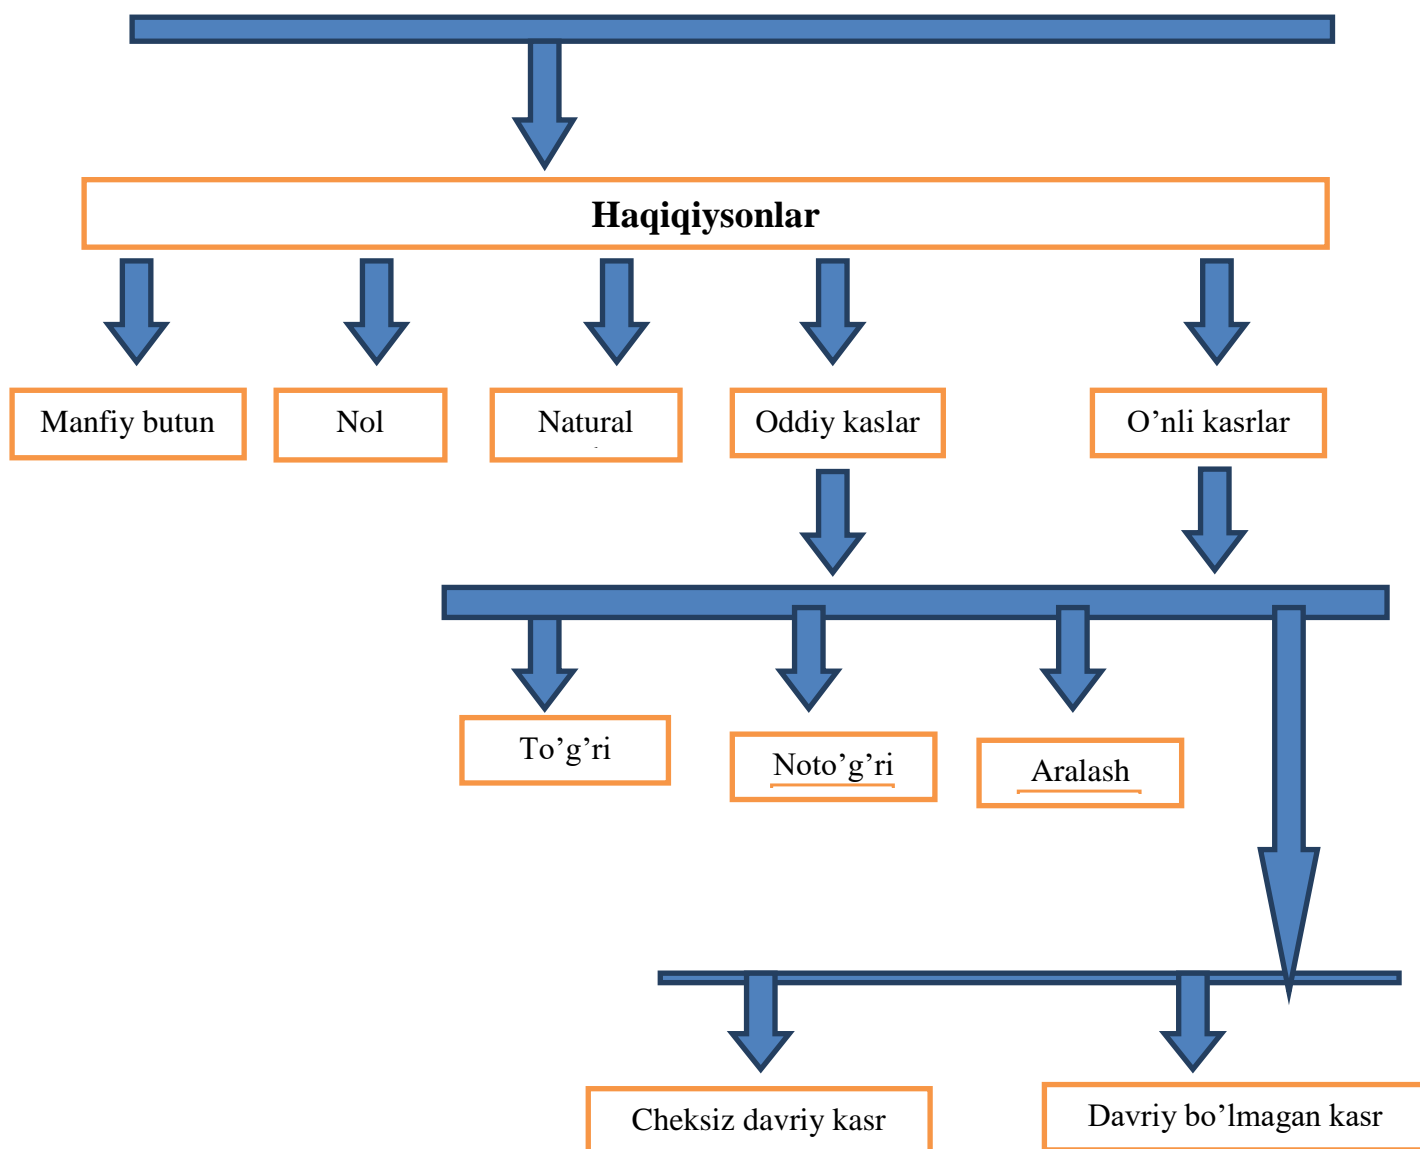 Haqiqiysonlar
Manfiy butun
Nol
Natural
Oddiy kaslar
O’nli kasrlar
To’g’ri
Noto’g’ri
Aralash
Cheksiz davriy kasr
Davriy bo’lmagan kasr